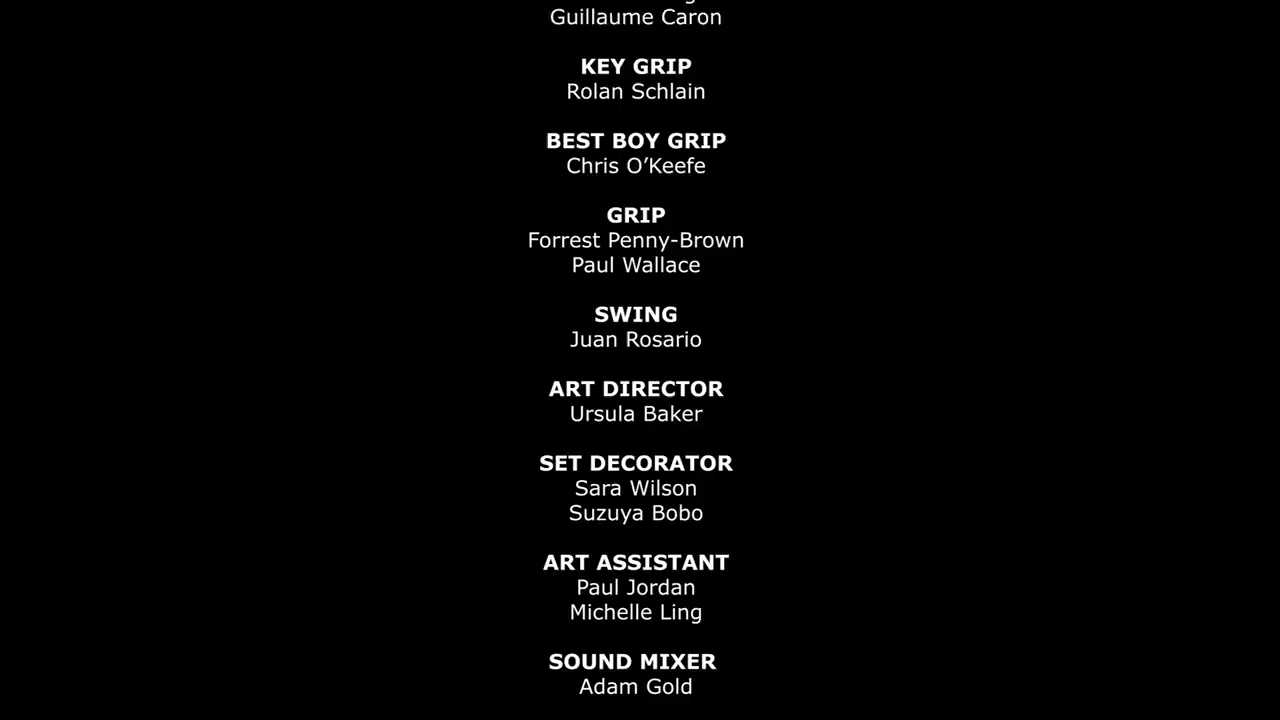 Guillaume Caron
KEY GRIP
Rolan Schlain
BEST BOY GRIP
Chris O’Keefe
GRIP
Forrest Penny-Brown
Paul Wallace
SWING
Juan Rosario
ART DIRECTOR
Ursula Baker
SET DECORATOR
Sara Wilson
Suzuya Bobo
ART ASSISTANT
Paul Jordan
Michelle Ling
SOUND MIXER
Adam Gold